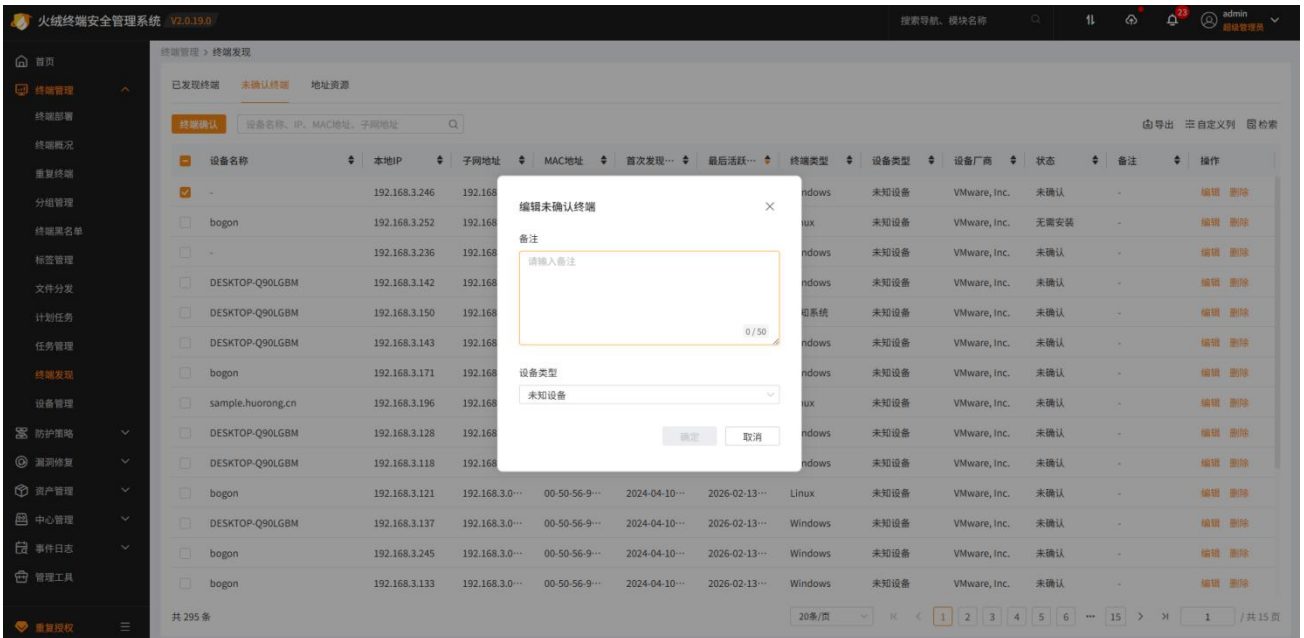 火绒终端安全管理系统 V2.0.19.0 搜索导航、模块名称 23 admin
超级管理员
首页
终端管理
终端部署
终端概况
重复终端
分组管理
终端黑名单
标签管理
文件分发
计划任务
任务管理
终端发现
设备管理
防护策略
漏洞修复
资产管理
中心管理
事件日志
管理工具
重复授权
终端管理 > 终端发现
已发现终端 未确认终端 地址资源
终端确认 设备名称、IP、MAC地址、子网地址 导出 自定义列 检索
设备名称 本地IP 子网地址 MAC地址 首次发现… 最后活跃… 终端类型 设备类型 设备厂商 状态 备注 操作
- 192.168.3.246 192.168 ndows 未知设备 VMware, Inc. 未确认 - 编辑 删除
bogon 192.168.3.252 192.168 ux 未知设备 VMware, Inc. 无需安装 - 编辑 删除
- 192.168.3.236 192.168 ndows 未知设备 VMware, Inc. 未确认 - 编辑 删除
DESKTOP-Q90LGBM 192.168.3.142 192.168 ndows 未知设备 VMware, Inc. 未确认 - 编辑 删除
DESKTOP-Q90LGBM 192.168.3.150 192.168 知系统 未知设备 VMware, Inc. 未确认 - 编辑 删除
DESKTOP-Q90LGBM 192.168.3.143 192.168 ndows 未知设备 VMware, Inc. 未确认 - 编辑 删除
bogon 192.168.3.171 192.168 ndows 未知设备 VMware, Inc. 未确认 - 编辑 删除
sample.huorong.cn 192.168.3.196 192.168 ux 未知设备 VMware, Inc. 未确认 - 编辑 删除
DESKTOP-Q90LGBM 192.168.3.128 192.168 ndows 未知设备 VMware, Inc. 未确认 - 编辑 删除
DESKTOP-Q90LGBM 192.168.3.118 192.168 ndows 未知设备 VMware, Inc. 未确认 - 编辑 删除
bogon 192.168.3.121 192.168.3.0… 00-50-56-9… 2024-04-10… 2026-02-13… Linux 未知设备 VMware, Inc. 未确认 - 编辑 删除
DESKTOP-Q90LGBM 192.168.3.137 192.168.3.0… 00-50-56-9… 2024-04-10… 2026-02-13… Windows 未知设备 VMware, Inc. 未确认 - 编辑 删除
bogon 192.168.3.245 192.168.3.0… 00-50-56-9… 2024-04-10… 2026-02-13… Windows 未知设备 VMware, Inc. 未确认 - 编辑 删除
bogon 192.168.3.133 192.168.3.0… 00-50-56-9… 2024-04-10… 2026-02-13… Windows 未知设备 VMware, Inc. 未确认 - 编辑 删除
共 295 条 20条/页 1 2 3 4 5 6 ··· 15 1 / 共 15 页
编辑未确认终端
备注
请输入备注
0 / 50
设备类型
未知设备
确定 取消